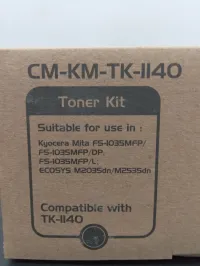 CM-KM-TK-1140
Toner Kit
Suitable for use in :
Kyocera Mita FS-1035MFP/
FS-1035MFP/DP
FS-1035MFP/L
ECOSYS M2035dn/M2535dn
Compatible with
TK-1140